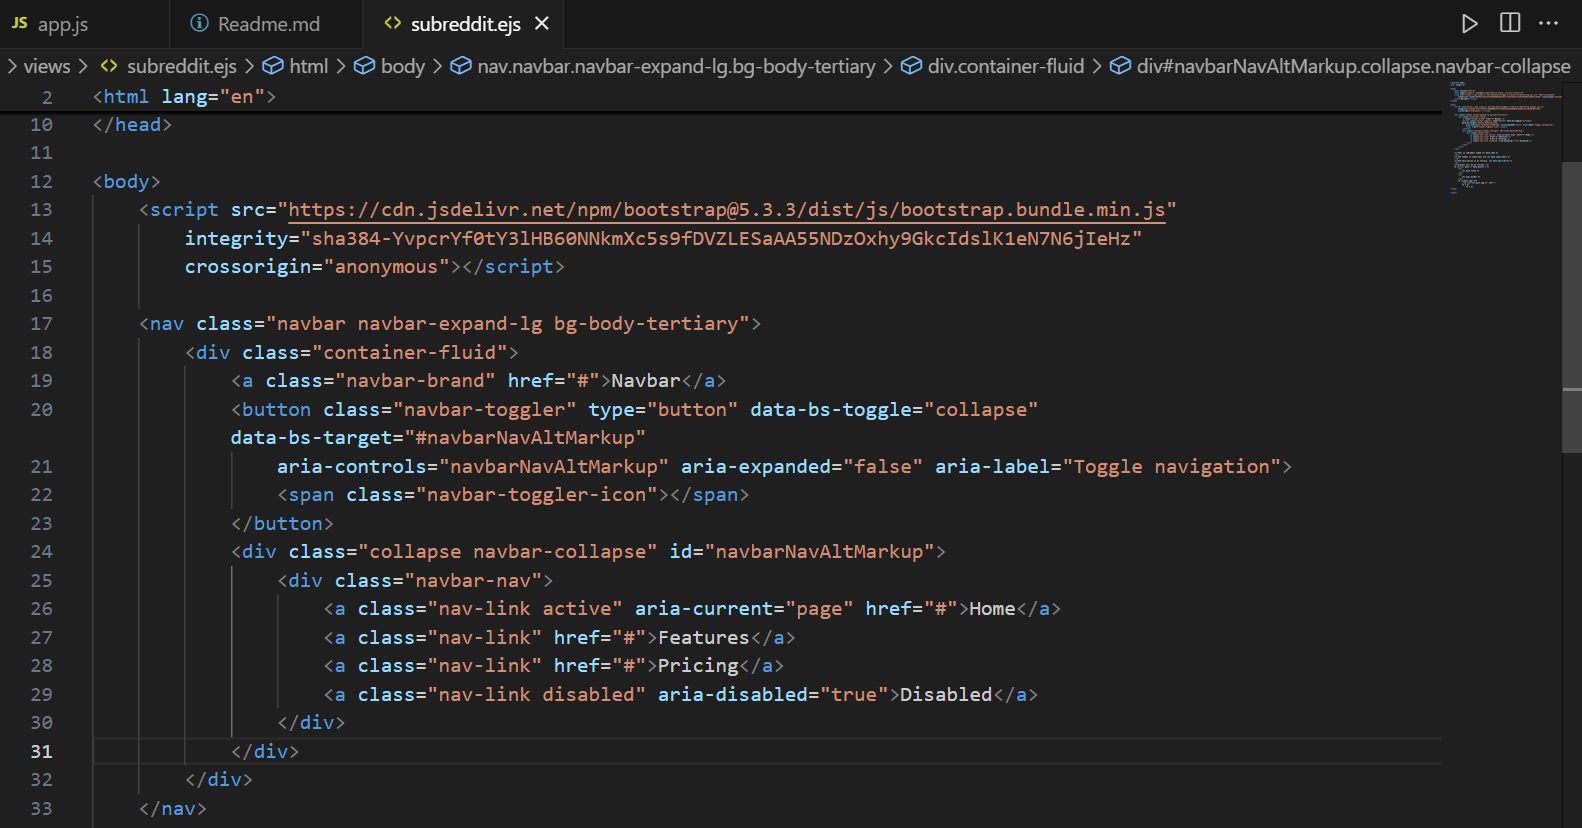 JS app.js
Readme.md
subreddit.ejs
views > subreddit.ejs > html > body > nav.navbar.navbar-expand-lg.bg-body-tertiary > div.container-fluid > div#navbarNavAltMarkup.collapse.navbar-collapse
2 <html lang="en">
10 </head>
11
12 <body>
13 <script src="https://cdn.jsdelivr.net/npm/bootstrap@5.3.3/dist/js/bootstrap.bundle.min.js"
14 integrity="sha384-YvpcrYf0tY3lHB60NNkmXc5s9fDVZLESaAA55NDzOxhy9GkcIdslK1eN7N6jIeHz"
15 crossorigin="anonymous"></script>
16
17 <nav class="navbar navbar-expand-lg bg-body-tertiary">
18 <div class="container-fluid">
19 <a class="navbar-brand" href="#">Navbar</a>
20 <button class="navbar-toggler" type="button" data-bs-toggle="collapse"
data-bs-target="#navbarNavAltMarkup"
21 aria-controls="navbarNavAltMarkup" aria-expanded="false" aria-label="Toggle navigation">
22 <span class="navbar-toggler-icon"></span>
23 </button>
24 <div class="collapse navbar-collapse" id="navbarNavAltMarkup">
25 <div class="navbar-nav">
26 <a class="nav-link active" aria-current="page" href="#">Home</a>
27 <a class="nav-link" href="#">Features</a>
28 <a class="nav-link" href="#">Pricing</a>
29 <a class="nav-link disabled" aria-disabled="true">Disabled</a>
30 </div>
31 </div>
32 </div>
33 </nav>